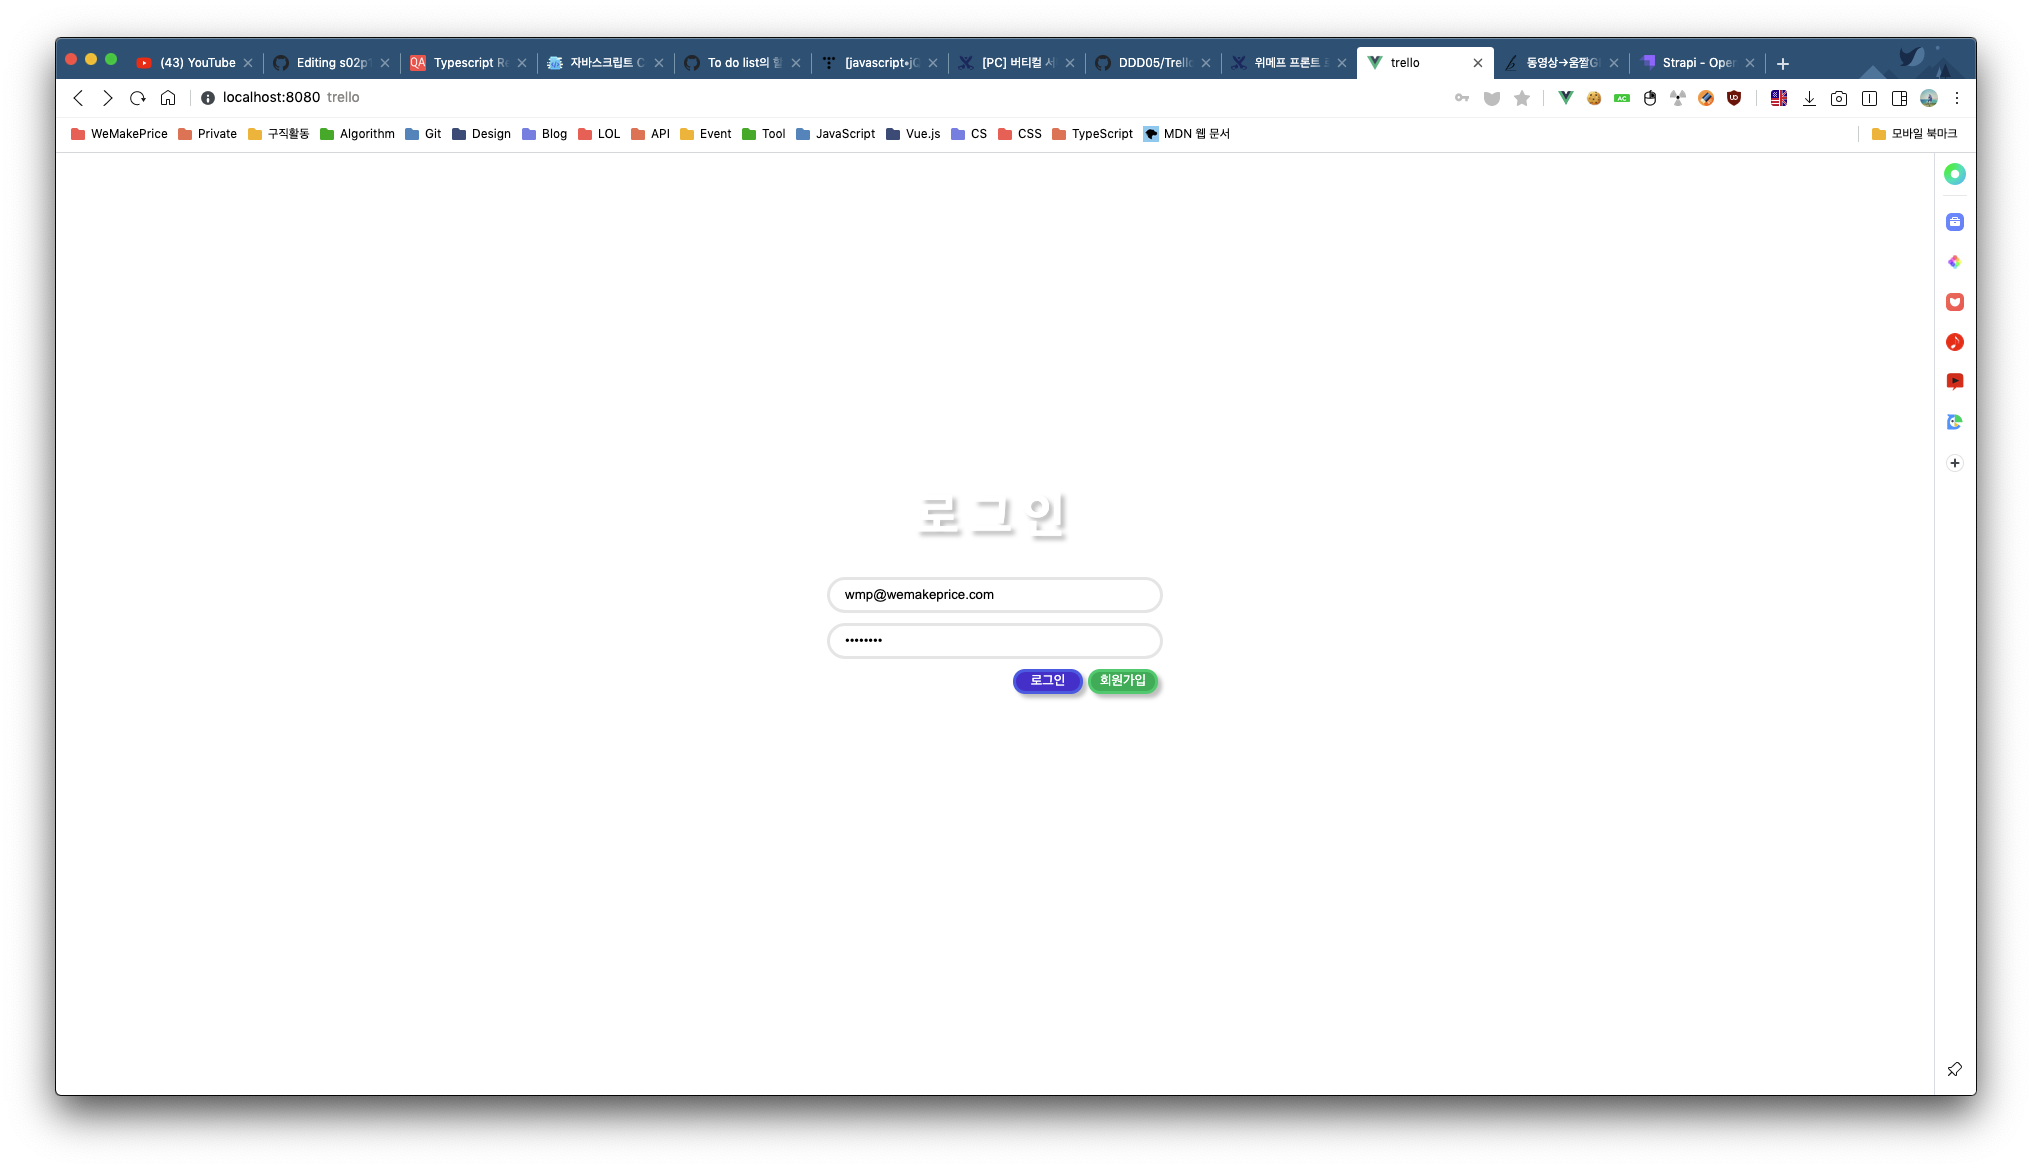 (43) YouTube
Editing s02p
Typescript Re
자바스크립트 C
To do list의 할
[javascript•jQ
[PC] 버티컬 서
DDD05/Trello
위메프 프론트
trello
동영상→움짤GI
Strapi - Open
localhost:8080 trello
WeMakePrice Private 구직활동 Algorithm Git Design Blog LOL API Event Tool JavaScript Vue.js CS CSS TypeScript MDN 웹 문서 모바일 북마크
로그인
wmp@wemakeprice.com
••••••••
로그인 회원가입